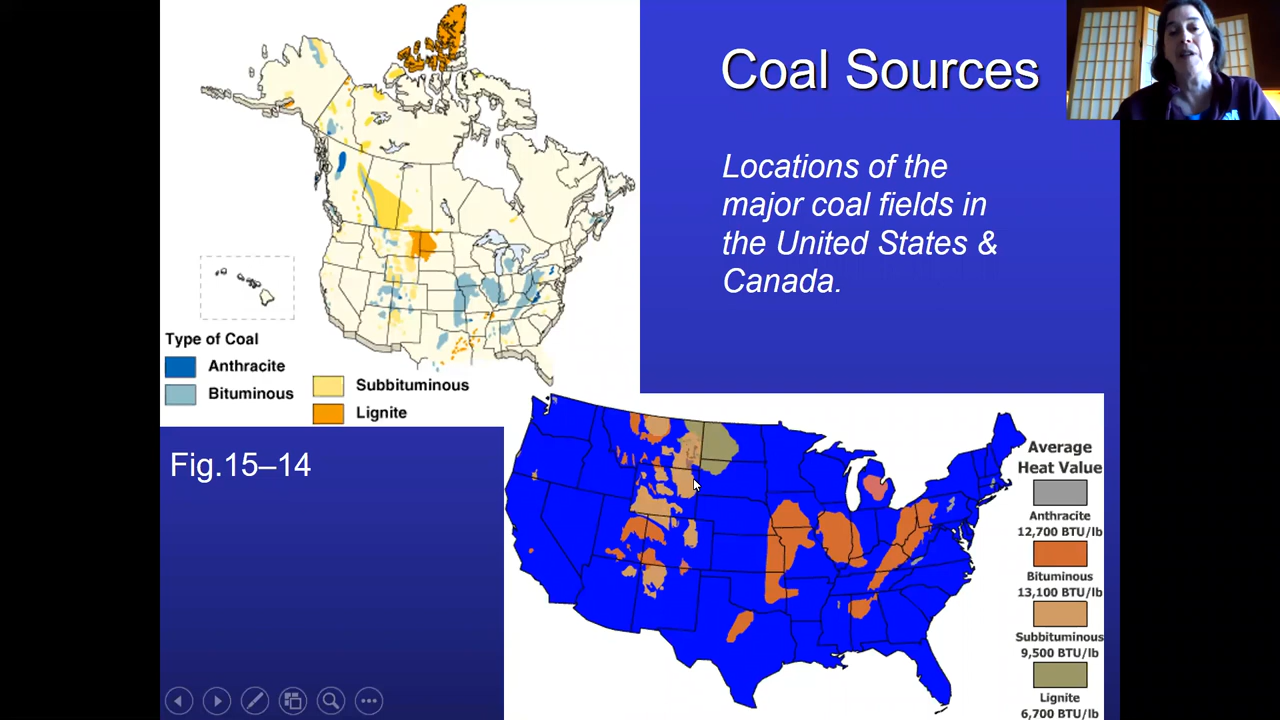 Coal Sources
Locations of the
major coal fields in
the United States &
Canada.
Type of Coal
Anthracite
Bituminous
Subbituminous
Lignite
Fig.15–14
Average
Heat Value
Anthracite
12,700 BTU/lb
Bituminous
13,100 BTU/lb
Subbituminous
9,500 BTU/lb
Lignite
6,700 BTU/lb